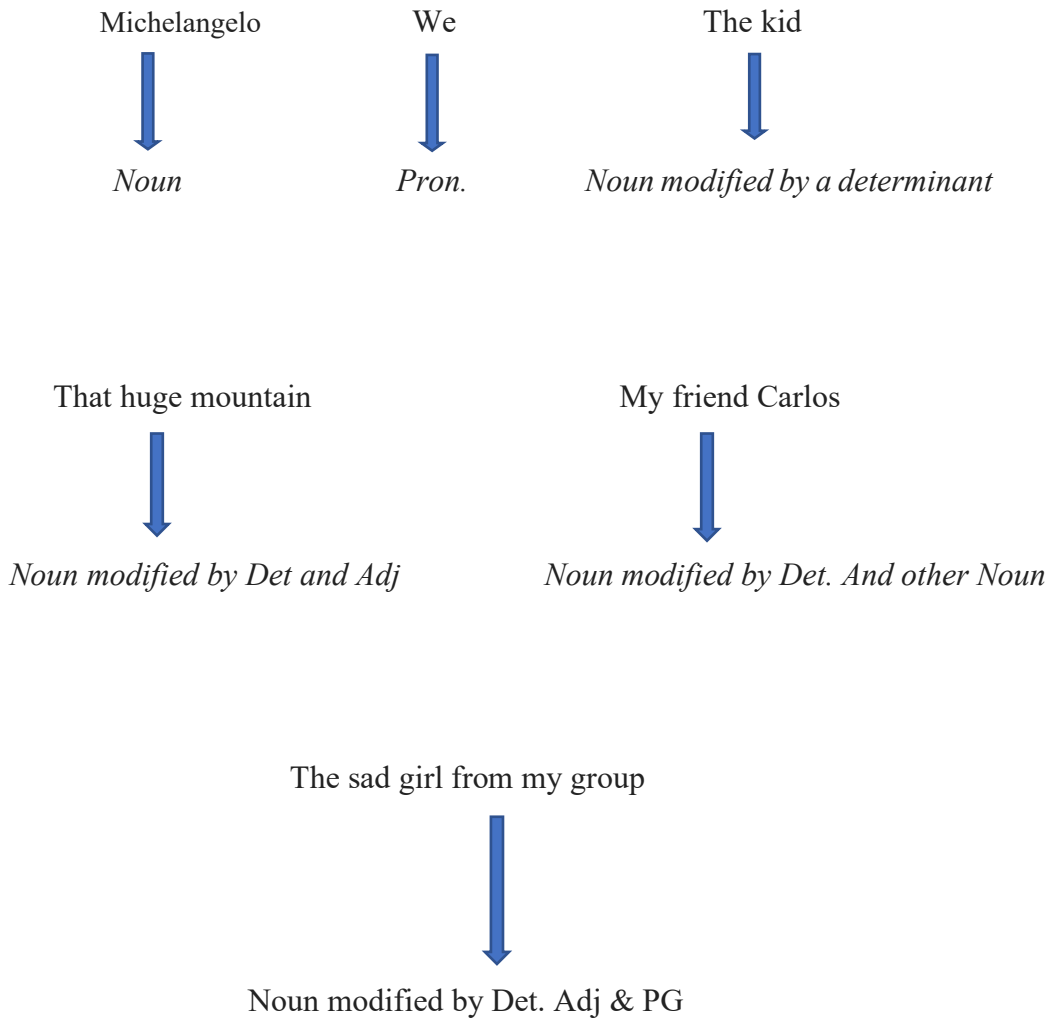 Michelangelo We The kid
Noun Pron. Noun modified by a determinant
That huge mountain My friend Carlos
Noun modified by Det and Adj Noun modified by Det. And other Noun
The sad girl from my group
Noun modified by Det. Adj & PG